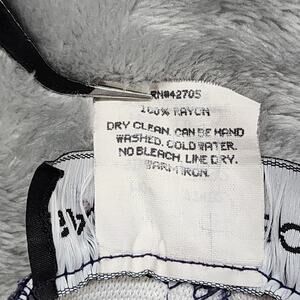 RN#42705
100% RAYON
DRY CLEAN. CAN BE HAND
WASHED. COLD WATER.
NO BLEACH. LINE DRY.
WARM IRON.